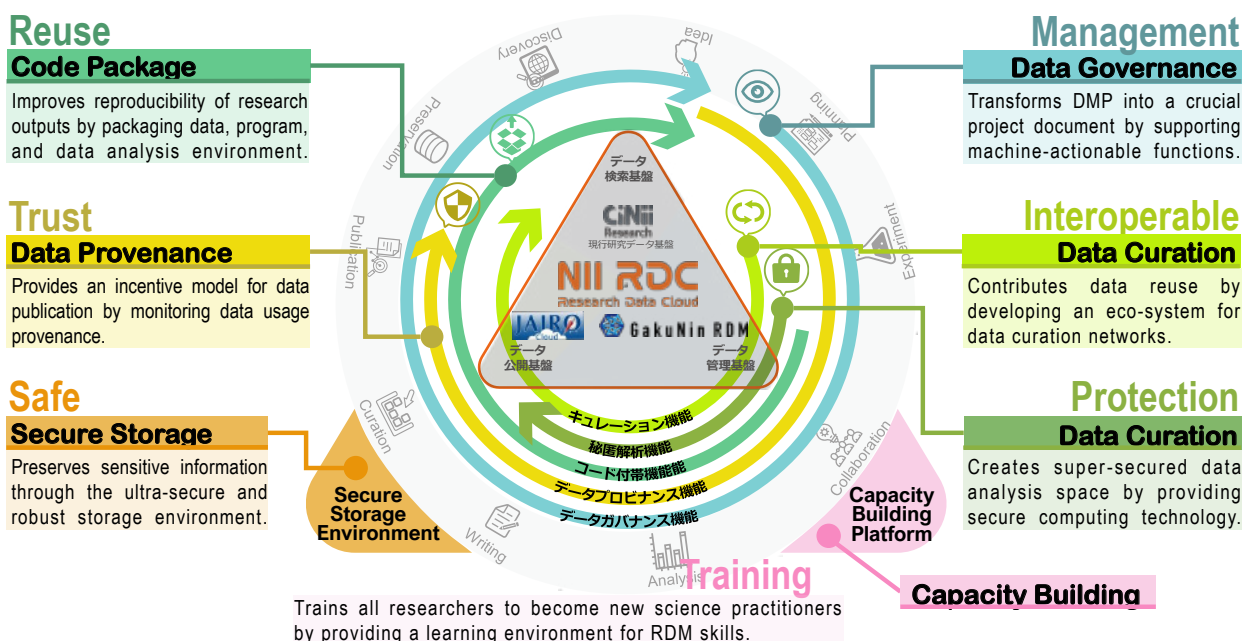 Reuse
Code Package
Improves reproducibility of research
outputs by packaging data, program,
and data analysis environment.
Trust
Data Provenance
Provides an incentive model for data
publication by monitoring data usage
provenance.
Safe
Secure Storage
Preserves sensitive information
through the ultra-secure and
robust storage environment.
Management
Data Governance
Transforms DMP into a crucial
project document by supporting
machine-actionable functions.
Interoperable
Data Curation
Contributes data reuse by
developing an eco-system for
data curation networks.
Protection
Data Curation
Creates super-secured data
analysis space by providing
secure computing technology.
Discovery
Idea
Planning
Experiment
Collaboration
Analysis
Writing
Curation
Publication
Preservation
データ
検索基盤
CiNii
Research
現行研究データ基盤
NII RDC
Research Data Cloud
JAIRO
Cloud
GakuNin RDM
データ
公開基盤
データ
管理基盤
キュレーション機能
秘匿解析機能
コード付帯機能能
データプロビナンス機能
データガバナンス機能
Secure
Storage
Environment
Capacity
Building
Platform
Training
Capacity Building
Trains all researchers to become new science practitioners
by providing a learning environment for RDM skills.